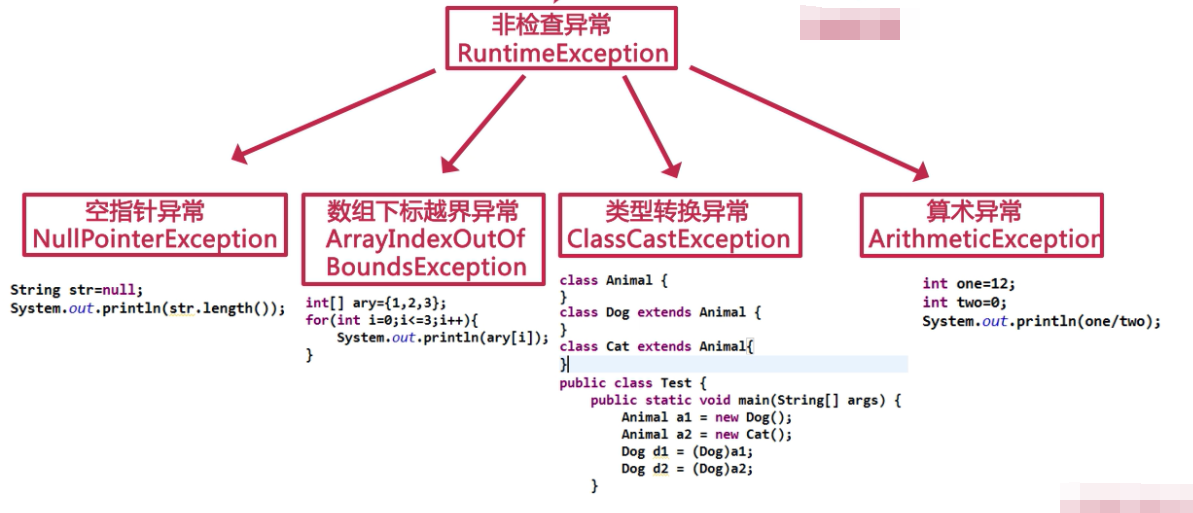 非检查异常
RuntimeException
空指针异常
NullPointerException
String str=null;
System.out.println(str.length());
数组下标越界异常
ArrayIndexOutOf
BoundsException
int[] ary={1,2,3};
for(int i=0;i<=3;i++){
System.out.println(ary[i]);
}
类型转换异常
ClassCastException
class Animal {
}
class Dog extends Animal {
}
class Cat extends Animal{
}
public class Test {
public static void main(String[] args) {
Animal a1 = new Dog();
Animal a2 = new Cat();
Dog d1 = (Dog)a1;
Dog d2 = (Dog)a2;
}
算术异常
ArithmeticException
int one=12;
int two=0;
System.out.println(one/two);